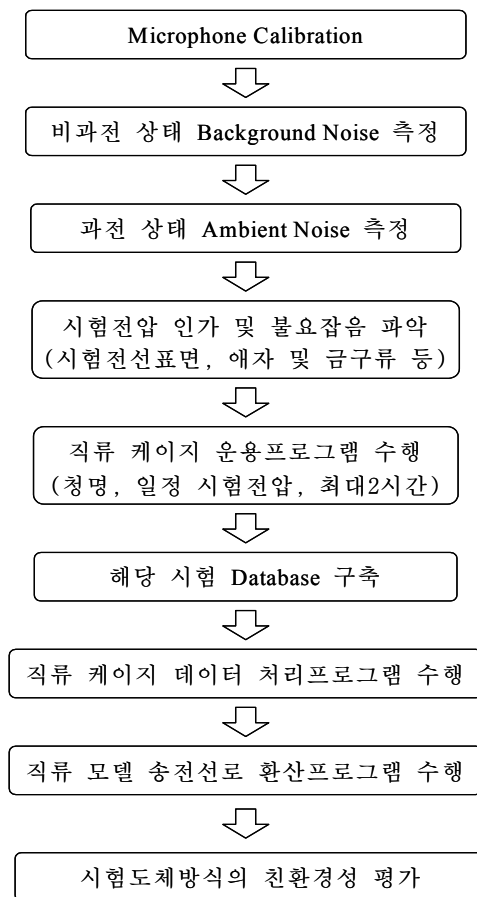 Microphone Calibration
비과전 상태 Background Noise 측정
과전 상태 Ambient Noise 측정
시험전압 인가 및 불요잡음 파악
(시험전선표면, 애자 및 금구류 등)
직류 케이지 운용프로그램 수행
(청명, 일정 시험전압, 최대2시간)
해당 시험 Database 구축
직류 케이지 데이터 처리프로그램 수행
직류 모델 송전선로 환산프로그램 수행
시험도체방식의 친환경성 평가